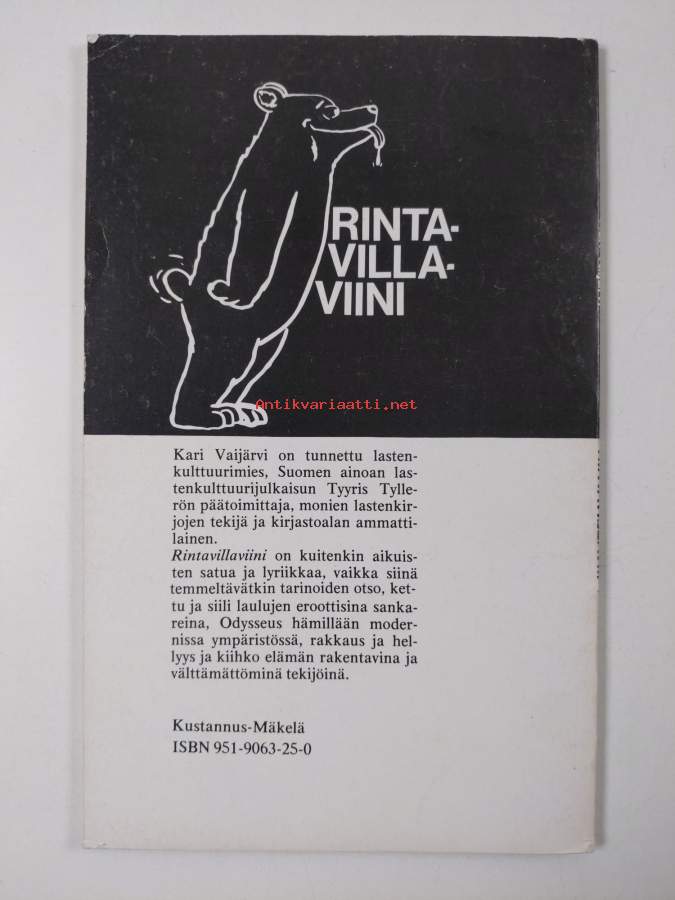 RINTA-
VILLA-
VIINI
Antikvariaatti.net
Kari Vaijärvi on tunnettu lasten-
kulttuurimies, Suomen ainoan las-
tenkulttuurijulkaisun Tyyris Tylle-
rön päätoimittaja, monien lastenkir-
jojen tekijä ja kirjastoalan ammatti-
lainen.
Rintavillaviini on kuitenkin aikuis-
ten satua ja lyriikkaa, vaikka siinä
temmeltävätkin tarinoiden otso, ket-
tu ja siili laulujen eroottisina sanka-
reina, Odysseus hämillään moder-
nissa ympäristössä, rakkaus ja hel-
lyys ja kiihko elämän rakentavina ja
välttämättöminä tekijöinä.
Kustannus-Mäkelä
ISBN 951-9063-25-0